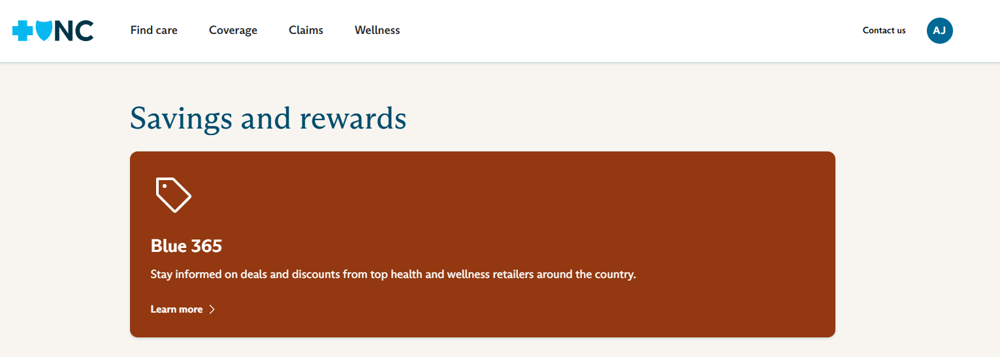 NC
Find care
Coverage
Claims
Wellness
Contact us
AJ
Savings and rewards
Blue 365
Stay informed on deals and discounts from top health and wellness retailers around the country.
Learn more